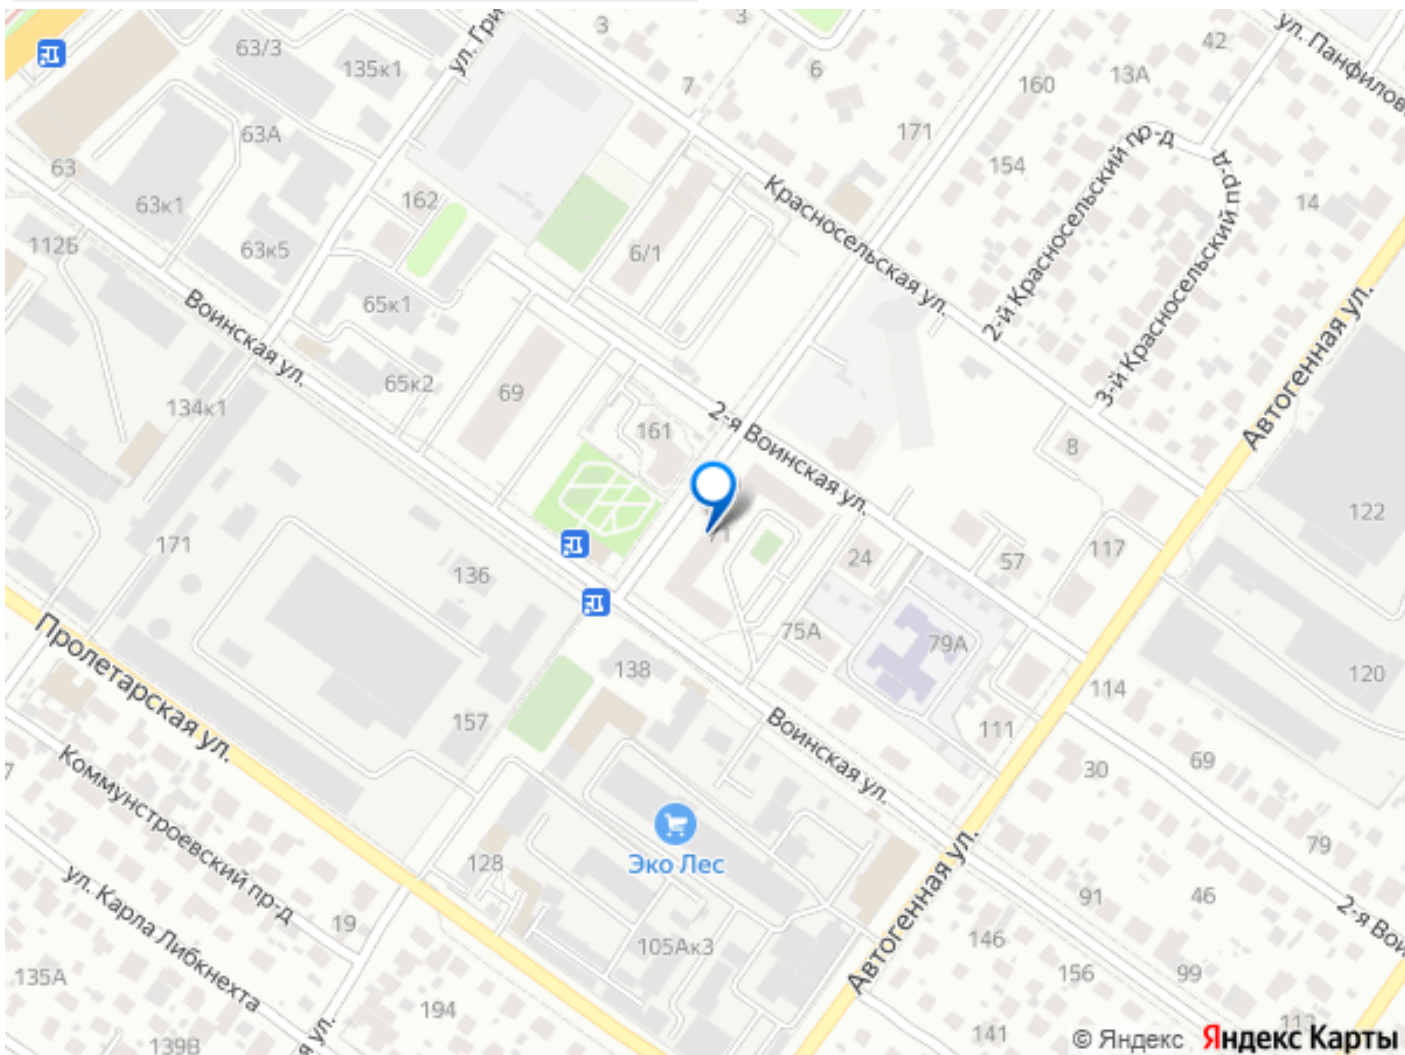 3
3
42
ул. Панфилов
63/3
ул. Гри
135к1
7
6
13А
160
171
63А
154
2-й Красносельский пр-д
3-й Красносельский пр-д
63
63к1
162
Красносельская ул.
14
112Б
63к5
6/1
65к1
Воинская ул.
Автогенная ул.
65к2
69
134к1
161
2-я Воинская ул.
8
122
171
24
117
57
136
71
75А
79А
Пролетарская ул.
138
114
120
157
111
Воинская ул.
30
69
Коммунстроевский пр-д
Эко Лес
79
128
ул. Карла Либкнехта
91
46
2-я Вои
19
105Ак3
Автогенная ул.
146
156
99
135А
194
141
113
139В
я ул.
© Яндекс Яндекс Карты